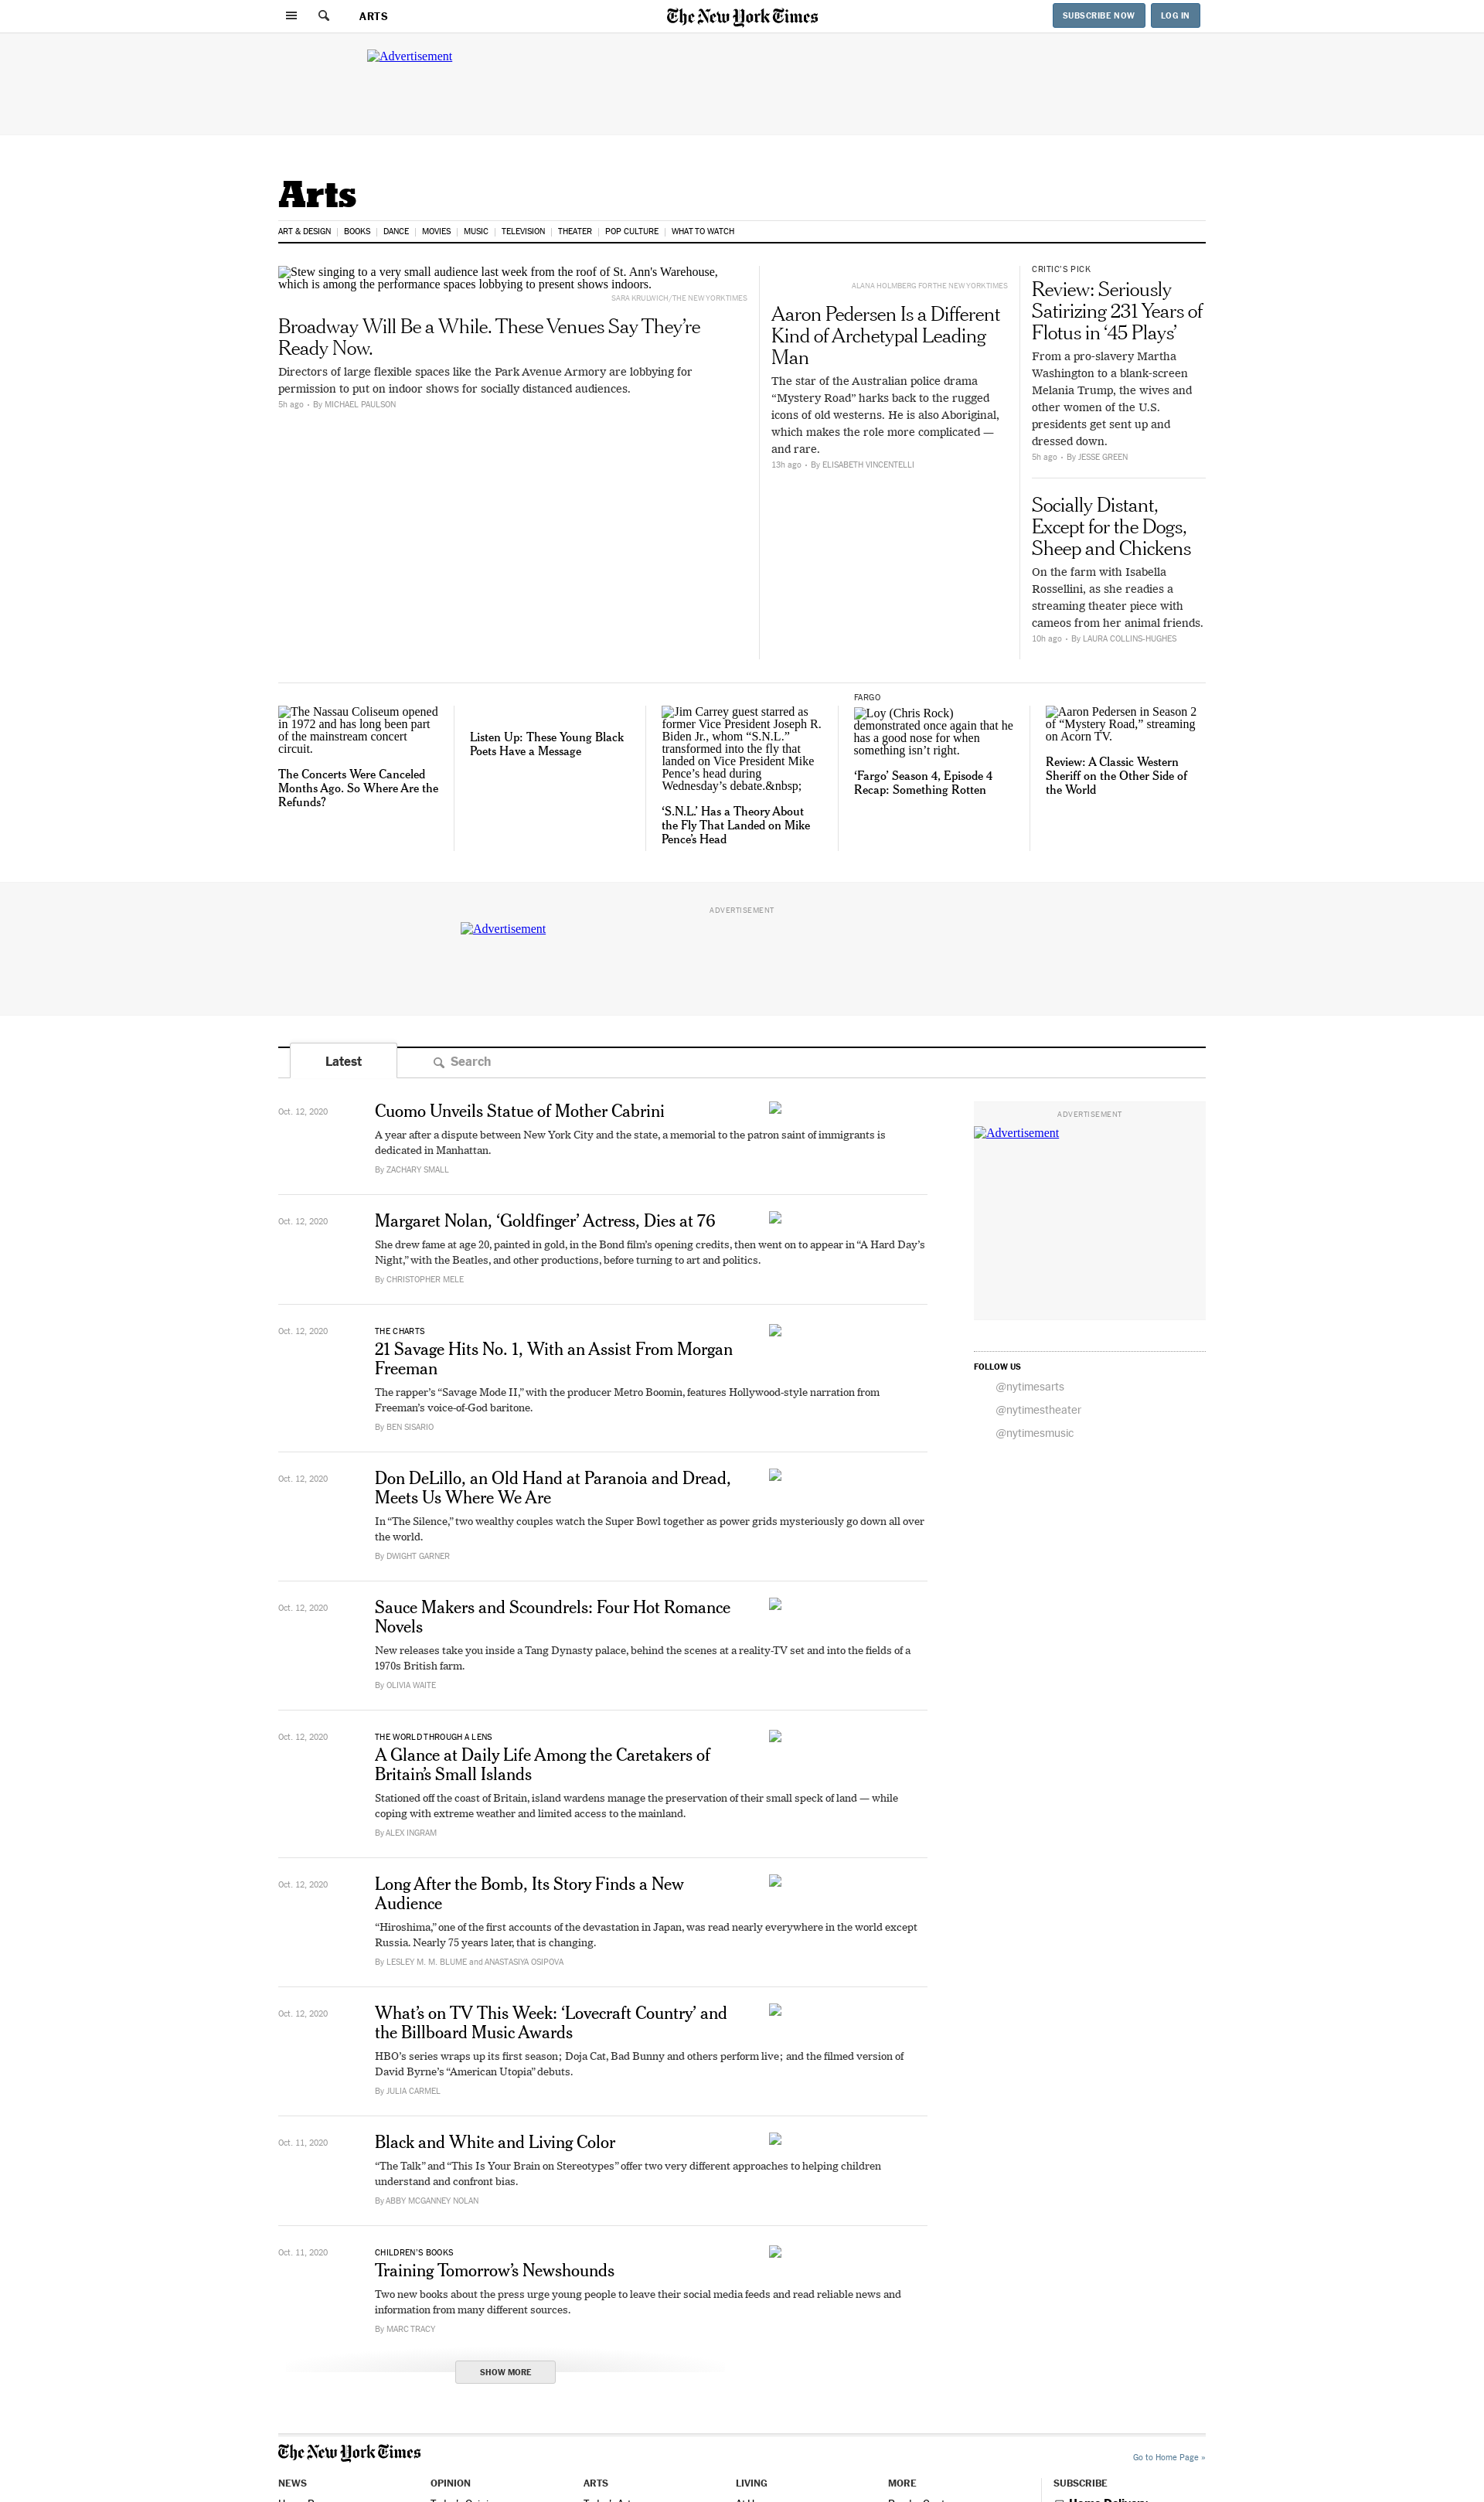 ARTS
The New York Times
SUBSCRIBE NOW
LOG IN
Advertisement
Arts
ART & DESIGN
BOOKS
DANCE
MOVIES
MUSIC
TELEVISION
THEATER
POP CULTURE
WHAT TO WATCH
Stew singing to a very small audience last week from the roof of St. Ann's Warehouse,
which is among the performance spaces lobbying to present shows indoors.
SARA KRULWICH/THE NEW YORK TIMES
Broadway Will Be a While. These Venues Say They’re
Ready Now.
Directors of large flexible spaces like the Park Avenue Armory are lobbying for
permission to put on indoor shows for socially distanced audiences.
5h ago • By MICHAEL PAULSON
ALANA HOLMBERG FOR THE NEW YORK TIMES
Aaron Pedersen Is a Different
Kind of Archetypal Leading
Man
The star of the Australian police drama
“Mystery Road” harks back to the rugged
icons of old westerns. He is also Aboriginal,
which makes the role more complicated —
and rare.
13h ago • By ELISABETH VINCENTELLI
CRITIC’S PICK
Review: Seriously
Satirizing 231 Years of
Flotus in ‘45 Plays’
From a pro-slavery Martha
Washington to a blank-screen
Melania Trump, the wives and
other women of the U.S.
presidents get sent up and
dressed down.
5h ago • By JESSE GREEN
Socially Distant,
Except for the Dogs,
Sheep and Chickens
On the farm with Isabella
Rossellini, as she readies a
streaming theater piece with
cameos from her animal friends.
10h ago • By LAURA COLLINS-HUGHES
The Nassau Coliseum opened
in 1972 and has long been part
of the mainstream concert
circuit.
The Concerts Were Canceled
Months Ago. So Where Are the
Refunds?
Listen Up: These Young Black
Poets Have a Message
Jim Carrey guest starred as
former Vice President Joseph R.
Biden Jr., whom “S.N.L.”
transformed into the fly that
landed on Vice President Mike
Pence’s head during
Wednesday’s debate.&nbsp;
‘S.N.L.’ Has a Theory About
the Fly That Landed on Mike
Pence’s Head
FARGO
Loy (Chris Rock)
demonstrated once again that he
has a good nose for when
something isn’t right.
‘Fargo’ Season 4, Episode 4
Recap: Something Rotten
Aaron Pedersen in Season 2
of “Mystery Road,” streaming
on Acorn TV.
Review: A Classic Western
Sheriff on the Other Side of
the World
ADVERTISEMENT
Advertisement
Latest
Search
Oct. 12, 2020
Cuomo Unveils Statue of Mother Cabrini
A year after a dispute between New York City and the state, a memorial to the patron saint of immigrants is
dedicated in Manhattan.
By ZACHARY SMALL
Oct. 12, 2020
Margaret Nolan, ‘Goldfinger’ Actress, Dies at 76
She drew fame at age 20, painted in gold, in the Bond film’s opening credits, then went on to appear in “A Hard Day’s
Night,” with the Beatles, and other productions, before turning to art and politics.
By CHRISTOPHER MELE
Oct. 12, 2020
THE CHARTS
21 Savage Hits No. 1, With an Assist From Morgan
Freeman
The rapper’s “Savage Mode II,” with the producer Metro Boomin, features Hollywood-style narration from
Freeman’s voice-of-God baritone.
By BEN SISARIO
Oct. 12, 2020
Don DeLillo, an Old Hand at Paranoia and Dread,
Meets Us Where We Are
In “The Silence,” two wealthy couples watch the Super Bowl together as power grids mysteriously go down all over
the world.
By DWIGHT GARNER
Oct. 12, 2020
Sauce Makers and Scoundrels: Four Hot Romance
Novels
New releases take you inside a Tang Dynasty palace, behind the scenes at a reality-TV set and into the fields of a
1970s British farm.
By OLIVIA WAITE
Oct. 12, 2020
THE WORLD THROUGH A LENS
A Glance at Daily Life Among the Caretakers of
Britain’s Small Islands
Stationed off the coast of Britain, island wardens manage the preservation of their small speck of land — while
coping with extreme weather and limited access to the mainland.
By ALEX INGRAM
Oct. 12, 2020
Long After the Bomb, Its Story Finds a New
Audience
“Hiroshima,” one of the first accounts of the devastation in Japan, was read nearly everywhere in the world except
Russia. Nearly 75 years later, that is changing.
By LESLEY M. M. BLUME and ANASTASIYA OSIPOVA
Oct. 12, 2020
What’s on TV This Week: ‘Lovecraft Country’ and
the Billboard Music Awards
HBO’s series wraps up its first season; Doja Cat, Bad Bunny and others perform live; and the filmed version of
David Byrne’s “American Utopia” debuts.
By JULIA CARMEL
Oct. 11, 2020
Black and White and Living Color
“The Talk” and “This Is Your Brain on Stereotypes” offer two very different approaches to helping children
understand and confront bias.
By ABBY MCGANNEY NOLAN
Oct. 11, 2020
CHILDREN’S BOOKS
Training Tomorrow’s Newshounds
Two new books about the press urge young people to leave their social media feeds and read reliable news and
information from many different sources.
By MARC TRACY
SHOW MORE
ADVERTISEMENT
Advertisement
FOLLOW US
@nytimesarts
@nytimestheater
@nytimesmusic
The New York Times
Go to Home Page »
NEWS
OPINION
ARTS
LIVING
MORE
SUBSCRIBE